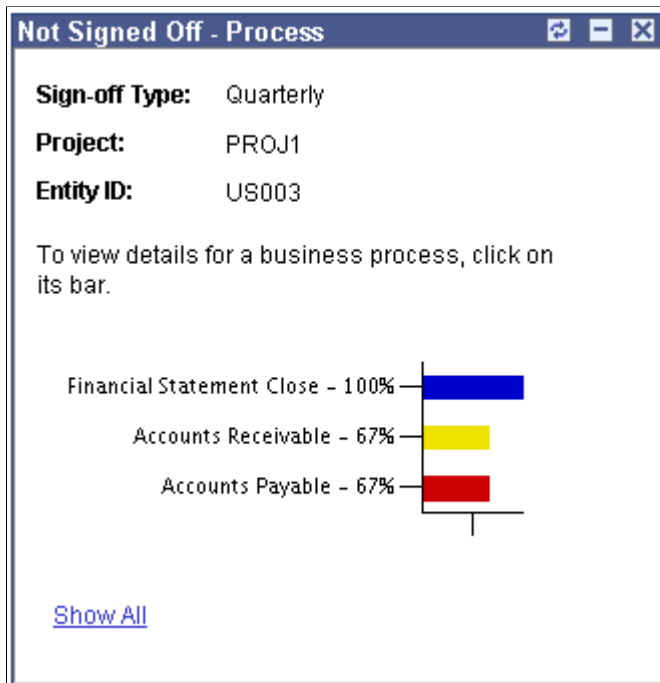 Not Signed Off - Process
Sign-off Type: Quarterly
Project: PROJ1
Entity ID: US003
To view details for a business process, click on
its bar.
Financial Statement Close – 100%
Accounts Receivable – 67%
Accounts Payable – 67%
Show All